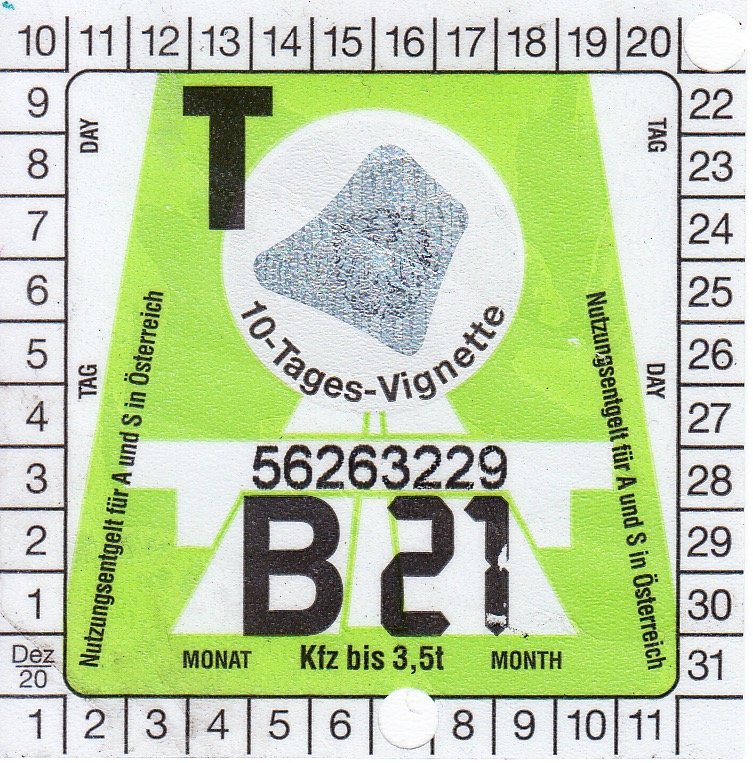 10 11 12 13 14 15 16 17 18 19 20
9
8
7
6
5
4
3
2
1
Dez
20
DAY
TAG
Nutzungsentgelt für A und S in Österreich
T
10-Tages-Vignette
56263229
B 21
MONAT Kfz bis 3,5t MONTH
TAG
DAY
Nutzungsentgelt für A und S in Österreich
22
23
24
25
26
27
28
29
30
31
1 2 3 4 5 6 8 9 10 11